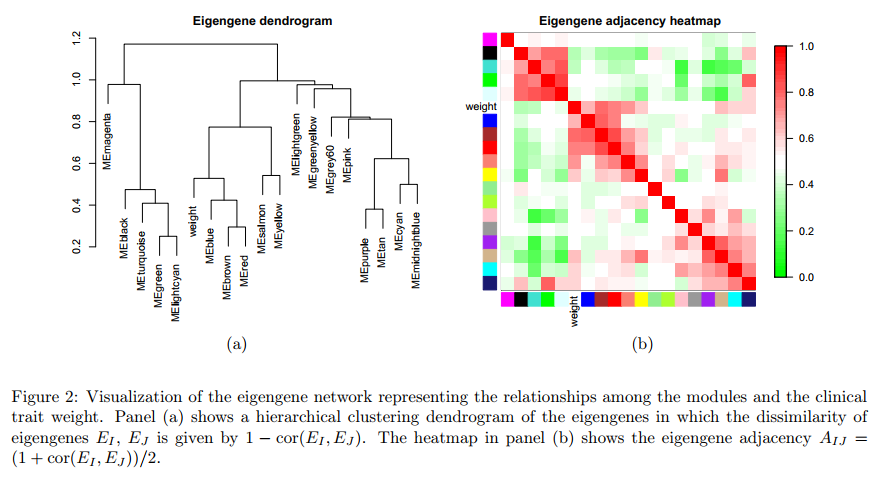 Eigengene dendrogram
1.2
1.0
0.8
0.6
0.4
0.2
MEmagenta
MEblack
MEturquoise
MEgreen
MElightcyan
weight
MEblue
MEbrown
MEred
MEsalmon
MEyellow
MElightgreen
MEgreenyellow
MEgrey60
MEpink
MEpurple
MEtan
MEcyan
MEmidnightblue
(a)
Eigengene adjacency heatmap
weight
weight
1.0
0.8
0.6
0.4
0.2
0.0
(b)
Figure 2: Visualization of the eigengene network representing the relationships among the modules and the clinical
trait weight. Panel (a) shows a hierarchical clustering dendrogram of the eigengenes in which the dissimilarity of
eigengenes E_I, E_J is given by 1 − cor(E_I, E_J). The heatmap in panel (b) shows the eigengene adjacency A_IJ =
(1 + cor(E_I, E_J))/2.